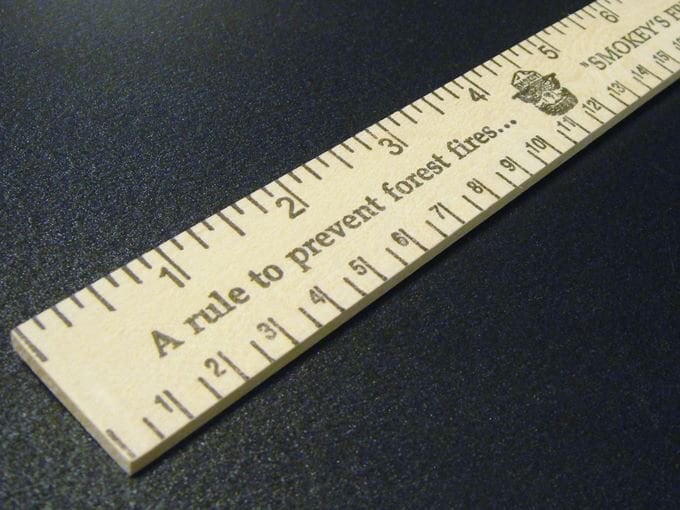 1 2 3 4 5 6
A rule to prevent forest fires...
"SMOKEY'S
1 2 3 4 5 6 7 8 9 10 11 12 13 14 15